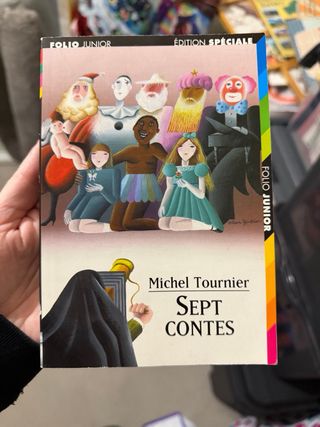 FOLIO JUNIOR
ÉDITION SPÉCIALE
FOLIO JUNIOR
Michel Tournier
SEPT
CONTES